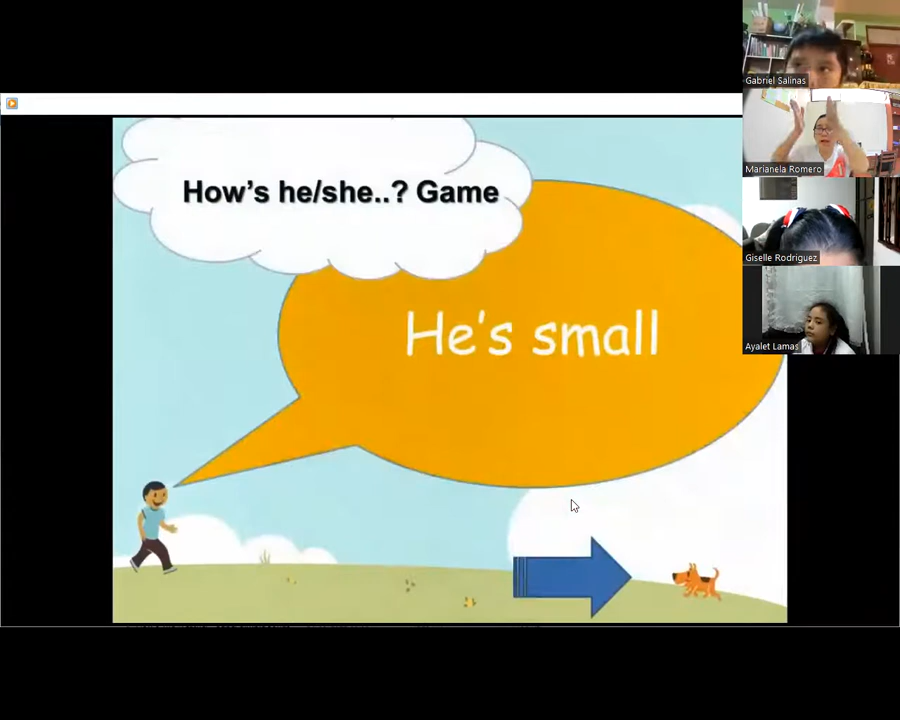 Gabriel Salinas
How's he/she..? Game
Marianela Romero
Giselle Rodriguez
He's small
Ayalet Lamas